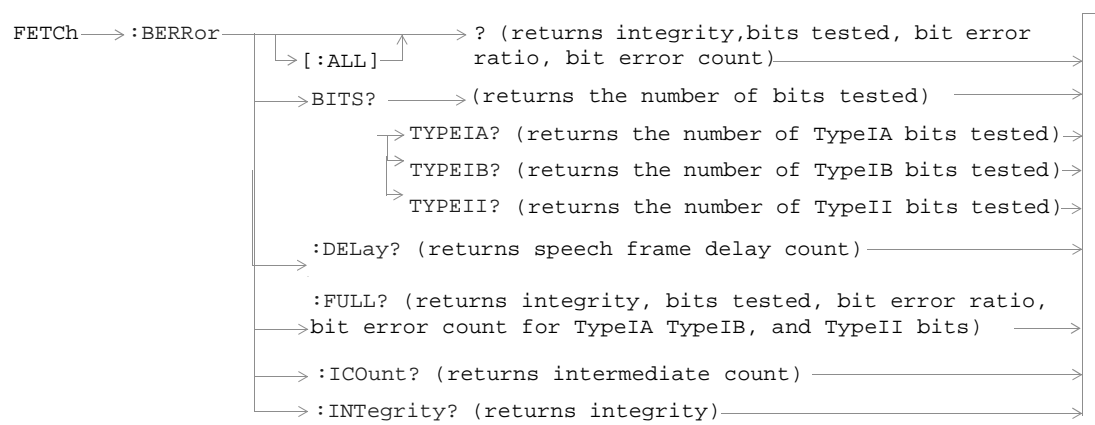 FETCh :BERRor ? (returns integrity,bits tested, bit error
[:ALL] ratio, bit error count)
BITS? (returns the number of bits tested)
TYPEIA? (returns the number of TypeIA bits tested)
TYPEIB? (returns the number of TypeIB bits tested)
TYPEII? (returns the number of TypeII bits tested)
:DELay? (returns speech frame delay count)
:FULL? (returns integrity, bits tested, bit error ratio,
bit error count for TypeIA TypeIB, and TypeII bits)
:ICOunt? (returns intermediate count)
:INTegrity? (returns integrity)